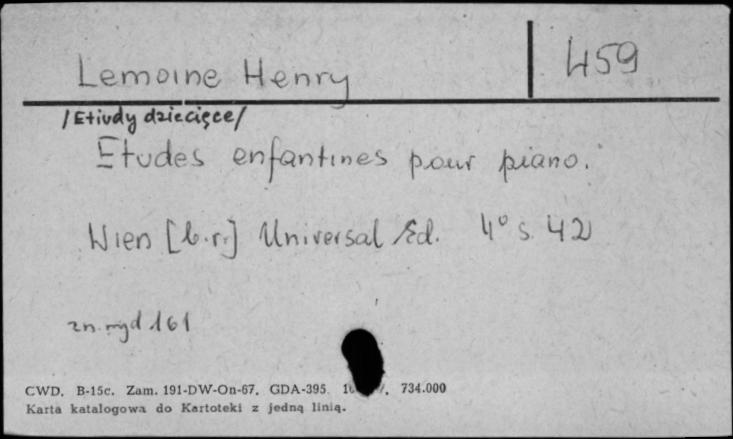 Lemoine Henry
459
/Etiudy dziecięce/
Etudes enfantines pour piano.
Wien [b.r.] Universal Ed. 4° s. 42
zn. wyd 161
CWD. B-15c. Zam. 191-DW-On-67. GDA-395. 734.000
Karta katalogowa do Kartoteki z jedną linią.